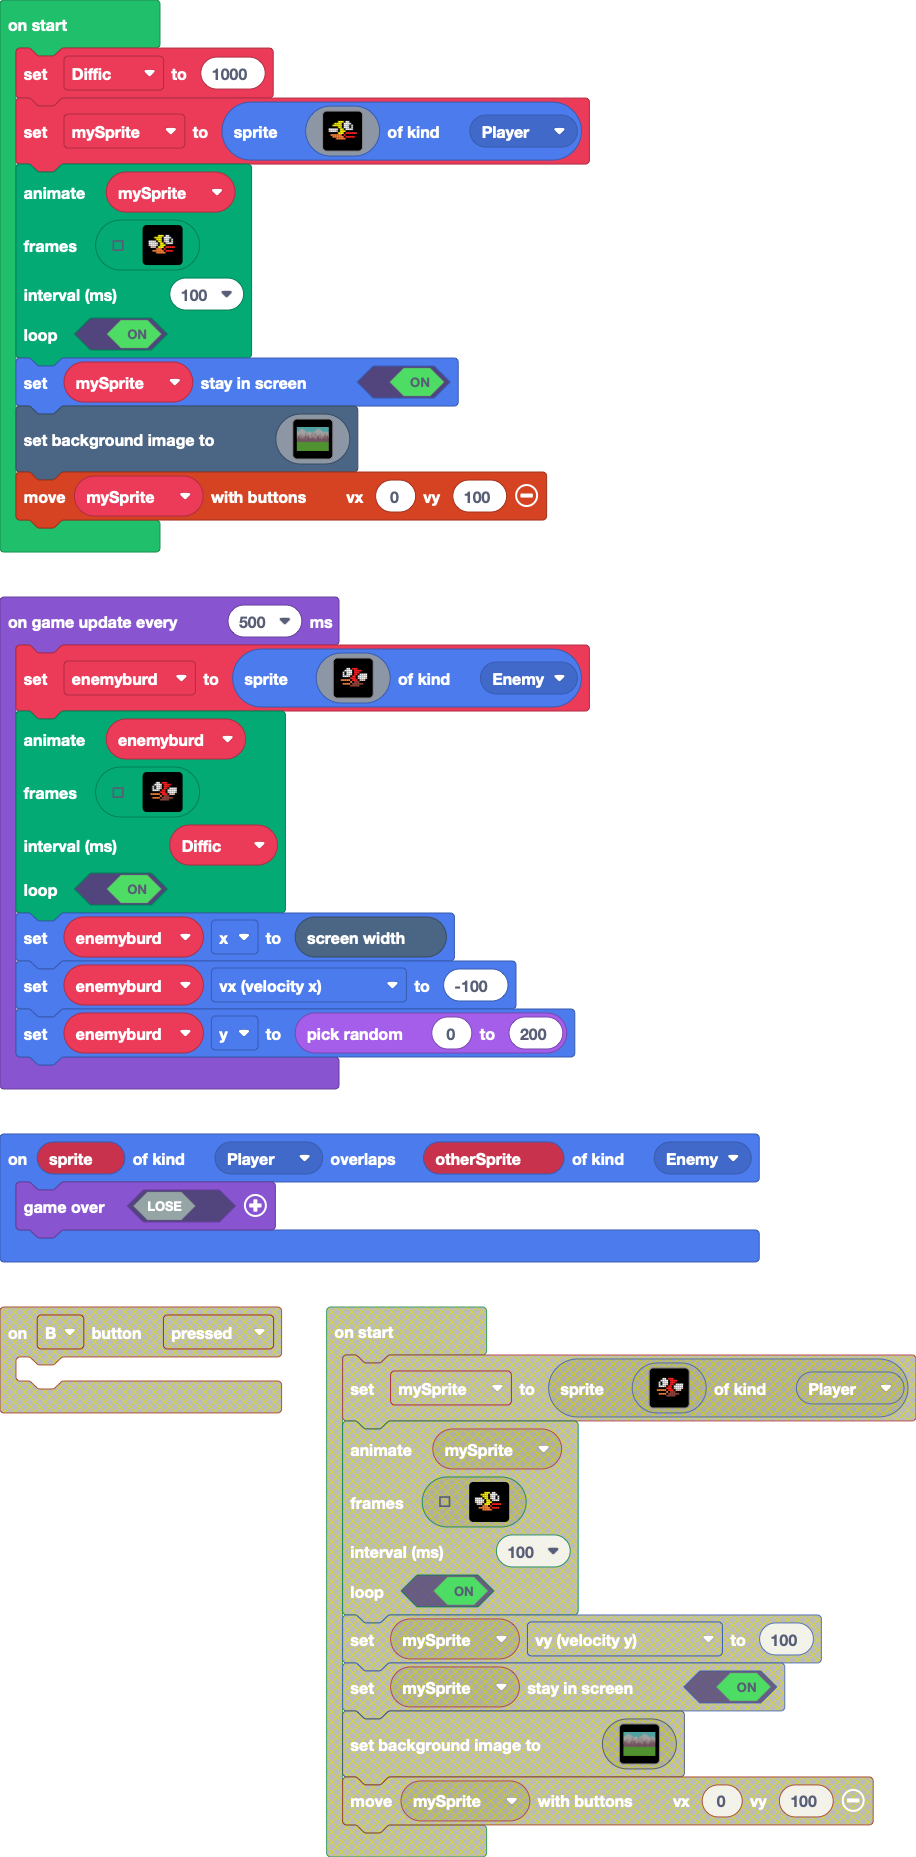 on start
set Diffic to 1000
set mySprite to sprite of kind Player
animate mySprite
frames
interval (ms) 100
loop ON
set mySprite stay in screen ON
set background image to
move mySprite with buttons vx 0 vy 100
on game update every 500 ms
set enemyburd to sprite of kind Enemy
animate enemyburd
frames
interval (ms) Diffic
loop ON
set enemyburd x to screen width
set enemyburd vx (velocity x) to -100
set enemyburd y to pick random 0 to 200
on sprite of kind Player overlaps otherSprite of kind Enemy
game over LOSE
on B button pressed
on start
set mySprite to sprite of kind Player
animate mySprite
frames
interval (ms) 100
loop ON
set mySprite vy (velocity y) to 100
set mySprite stay in screen ON
set background image to
move mySprite with buttons vx 0 vy 100